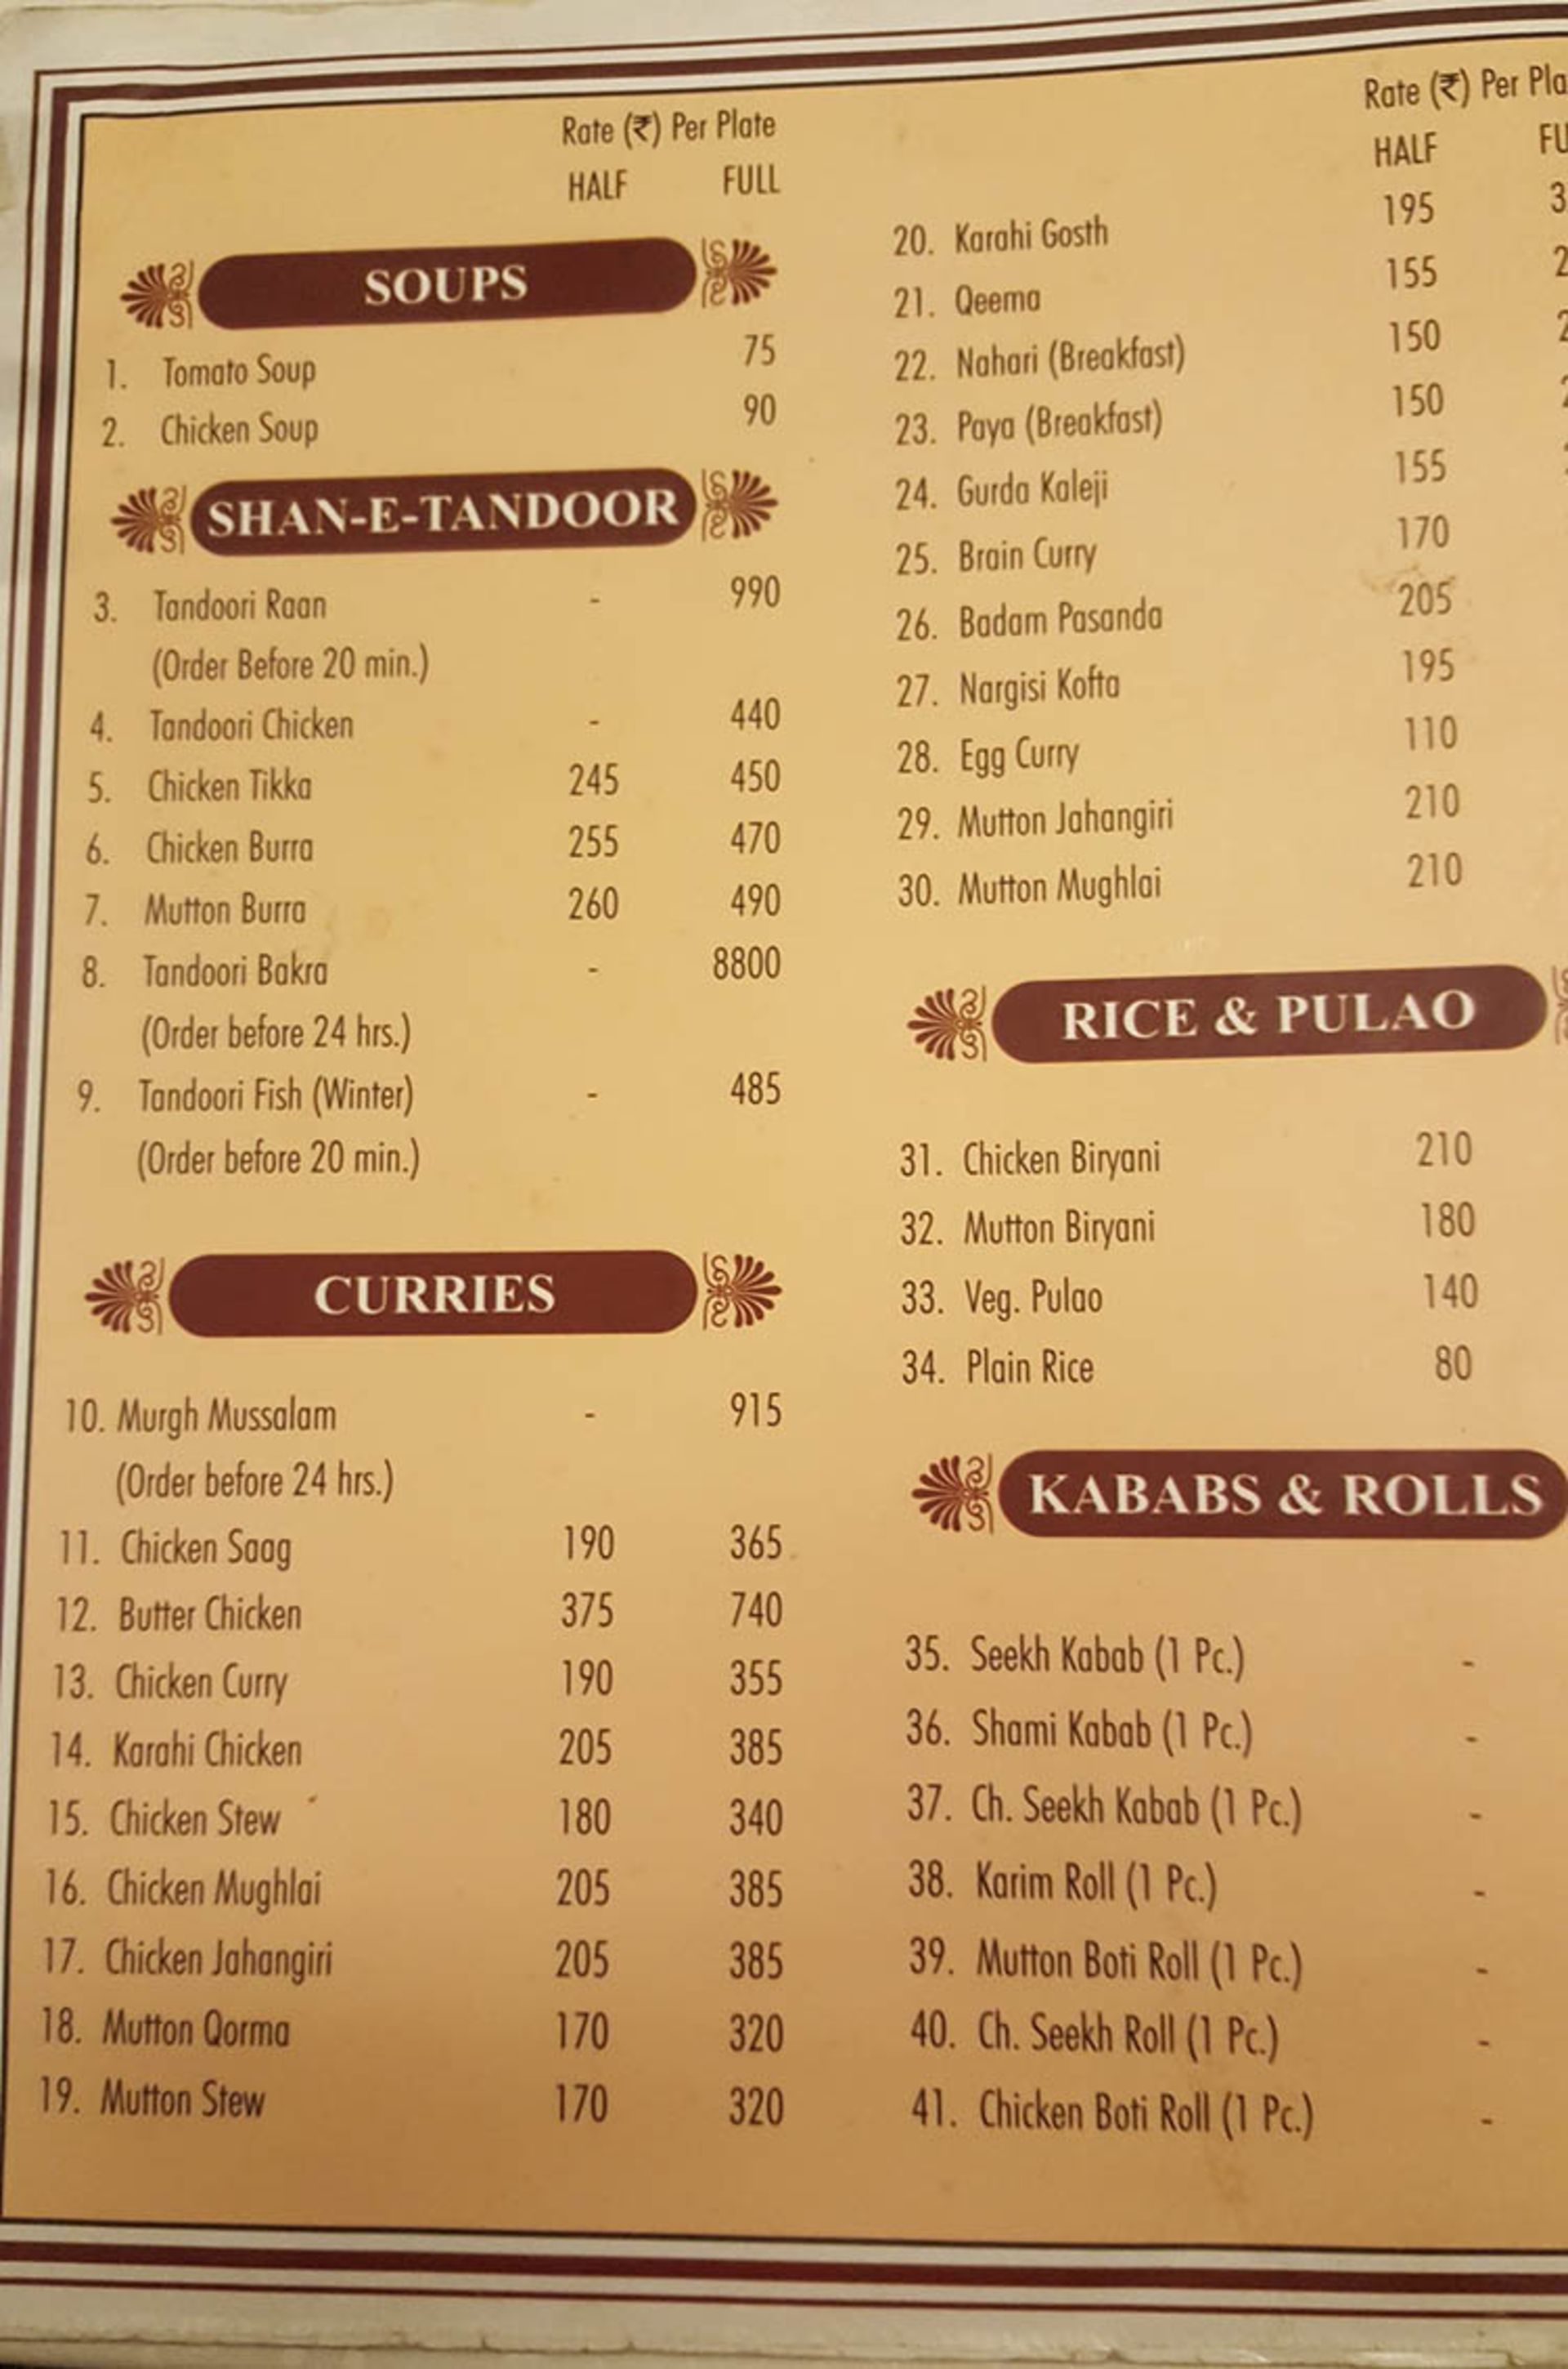 Rate (₹) Per Plate
HALF FULL
SOUPS
1. Tomato Soup 75
2. Chicken Soup 90
SHAN-E-TANDOOR
3. Tandoori Raan - 990
(Order Before 20 min.)
4. Tandoori Chicken - 440
5. Chicken Tikka 245 450
6. Chicken Burra 255 470
7. Mutton Burra 260 490
8. Tandoori Bakra - 8800
(Order before 24 hrs.)
9. Tandoori Fish (Winter) - 485
(Order before 20 min.)
CURRIES
10. Murgh Mussalam - 915
(Order before 24 hrs.)
11. Chicken Saag 190 365
12. Butter Chicken 375 740
13. Chicken Curry 190 355
14. Karahi Chicken 205 385
15. Chicken Stew 180 340
16. Chicken Mughlai 205 385
17. Chicken Jahangiri 205 385
18. Mutton Qorma 170 320
19. Mutton Stew 170 320
Rate (₹) Per
HALF
20. Karahi Gosth 195
21. Qeema 155
22. Nahari (Breakfast) 150
23. Paya (Breakfast) 150
24. Gurda Kaleji 155
25. Brain Curry 170
26. Badam Pasanda 205
27. Nargisi Kofta 195
28. Egg Curry 110
29. Mutton Jahangiri 210
30. Mutton Mughlai 210
RICE & PULAO
31. Chicken Biryani 210
32. Mutton Biryani 180
33. Veg. Pulao 140
34. Plain Rice 80
KABABS & ROLLS
35. Seekh Kabab (1 Pc.) -
36. Shami Kabab (1 Pc.) -
37. Ch. Seekh Kabab (1 Pc.) -
38. Karim Roll (1 Pc.) -
39. Mutton Boti Roll (1 Pc.) -
40. Ch. Seekh Roll (1 Pc.) -
41. Chicken Boti Roll (1 Pc.) -